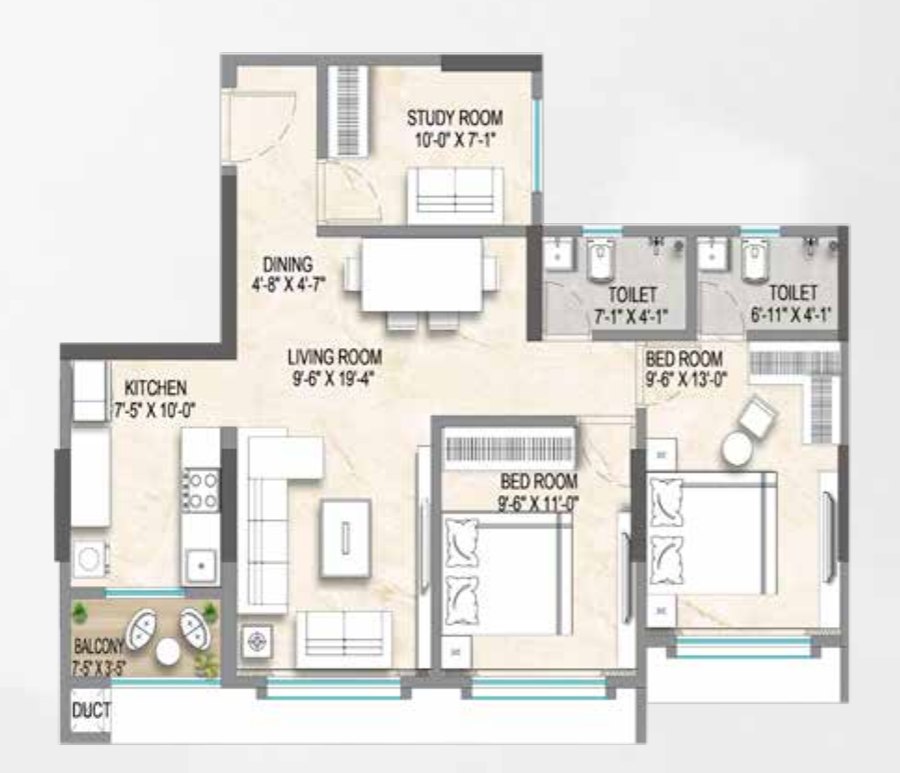 STUDY ROOM
10'-0" X 7'-1"
DINING
4'-8" X 4'-7"
TOILET
7'-1" X 4'-1"
TOILET
6'-11" X 4'-1"
LIVING ROOM
9'-6" X 19'-4"
BED ROOM
9'-6" X 13'-0"
KITCHEN
7'-5" X 10'-0"
BED ROOM
9'-6" X 11'-0"
BALCONY
7'-5" X 3'-5"
DUCT